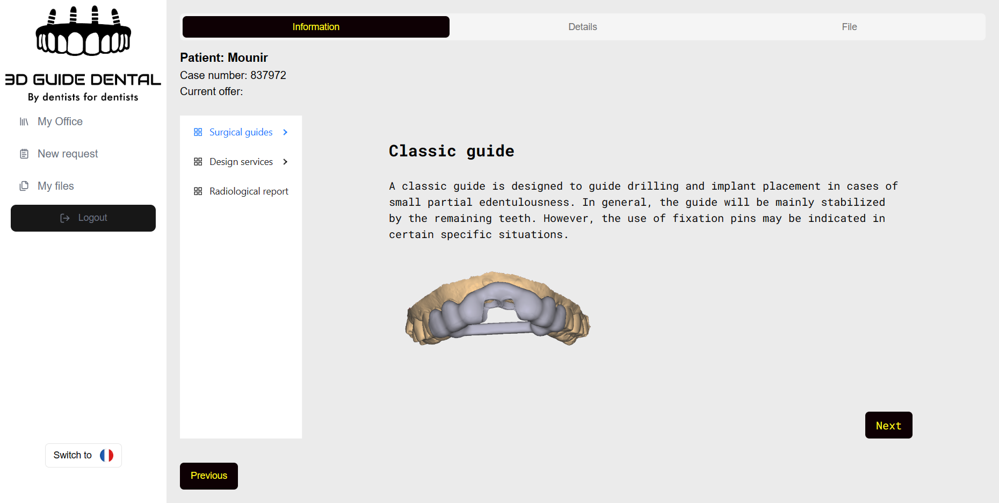 3D GUIDE DENTAL
By dentists for dentists
My Office
New request
My files
Logout
Switch to
Information
Details
File
Patient: Mounir
Case number: 837972
Current offer:
Surgical guides
Design services
Radiological report
Classic guide
A classic guide is designed to guide drilling and implant placement in cases of
small partial edentulousness. In general, the guide will be mainly stabilized
by the remaining teeth. However, the use of fixation pins may be indicated in
certain specific situations.
Next
Previous